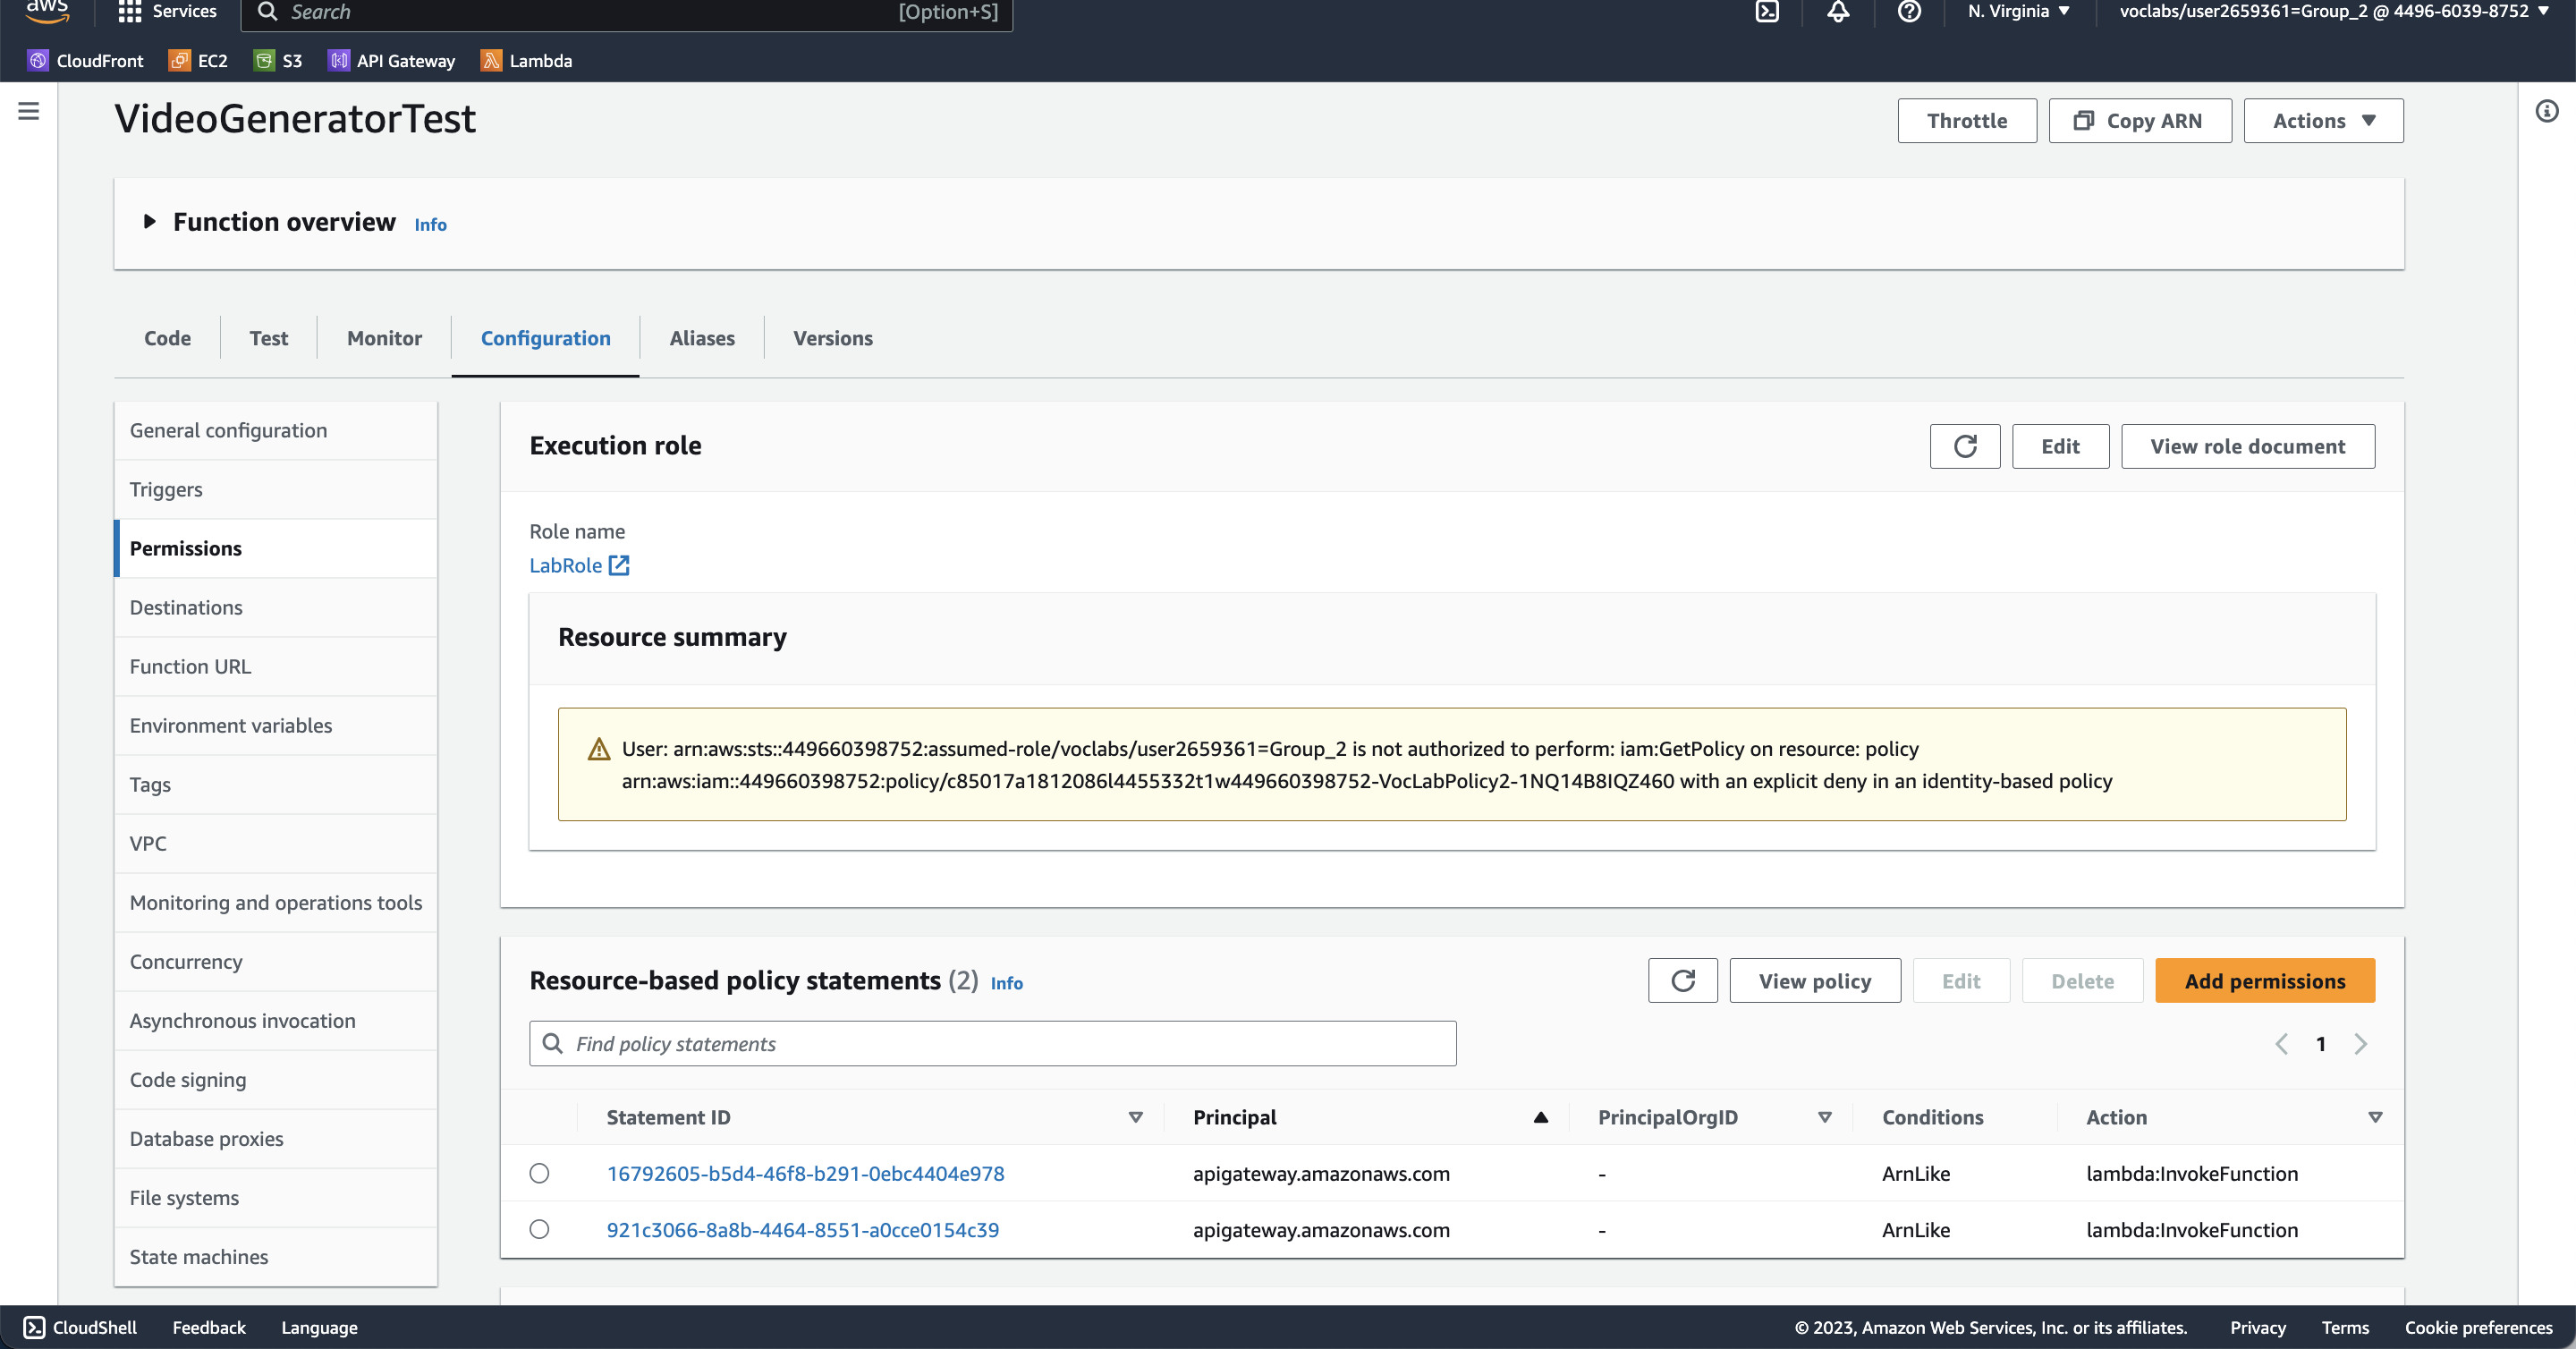 aws
Services
Search
[Option+S]
N. Virginia
voclabs/user2659361=Group_2 @ 4496-6039-8752
CloudFront
EC2
S3
API Gateway
Lambda
VideoGeneratorTest
Throttle
Copy ARN
Actions
Function overview Info
Code
Test
Monitor
Configuration
Aliases
Versions
General configuration
Triggers
Permissions
Destinations
Function URL
Environment variables
Tags
VPC
Monitoring and operations tools
Concurrency
Asynchronous invocation
Code signing
Database proxies
File systems
State machines
Execution role
Edit
View role document
Role name
LabRole
Resource summary
User: arn:aws:sts::449660398752:assumed-role/voclabs/user2659361=Group_2 is not authorized to perform: iam:GetPolicy on resource: policy
arn:aws:iam::449660398752:policy/c85017a1812086l4455332t1w449660398752-VocLabPolicy2-1NQ14B8IQZ460 with an explicit deny in an identity-based policy
Resource-based policy statements (2) Info
View policy
Edit
Delete
Add permissions
Find policy statements
1
Statement ID
Principal
PrincipalOrgID
Conditions
Action
16792605-b5d4-46f8-b291-0ebc4404e978
apigateway.amazonaws.com
-
ArnLike
lambda:InvokeFunction
921c3066-8a8b-4464-8551-a0cce0154c39
apigateway.amazonaws.com
-
ArnLike
lambda:InvokeFunction
CloudShell
Feedback
Language
© 2023, Amazon Web Services, Inc. or its affiliates.
Privacy
Terms
Cookie preferences